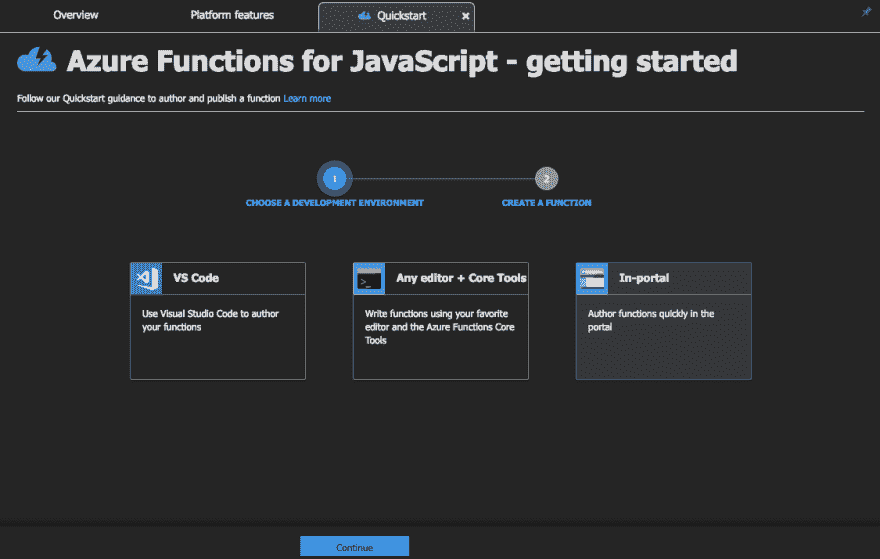 Overview
Platform features
Quickstart
Azure Functions for JavaScript - getting started
Follow our Quickstart guidance to author and publish a function Learn more
1
2
CHOOSE A DEVELOPMENT ENVIRONMENT
CREATE A FUNCTION
VS Code
Use Visual Studio Code to author
your functions
Any editor + Core Tools
Write functions using your favorite
editor and the Azure Functions Core
Tools
In-portal
Author functions quickly in the
portal
Continue